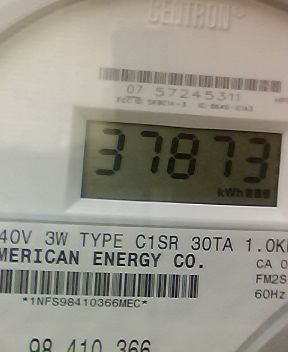 CENTRON
07 57245311
37873
kWh
40V 3W TYPE C1SR 30TA 1.0K
MERICAN ENERGY CO.
CA 0
FM2S
60Hz
*1NFS98410366MEC*
98 410 366